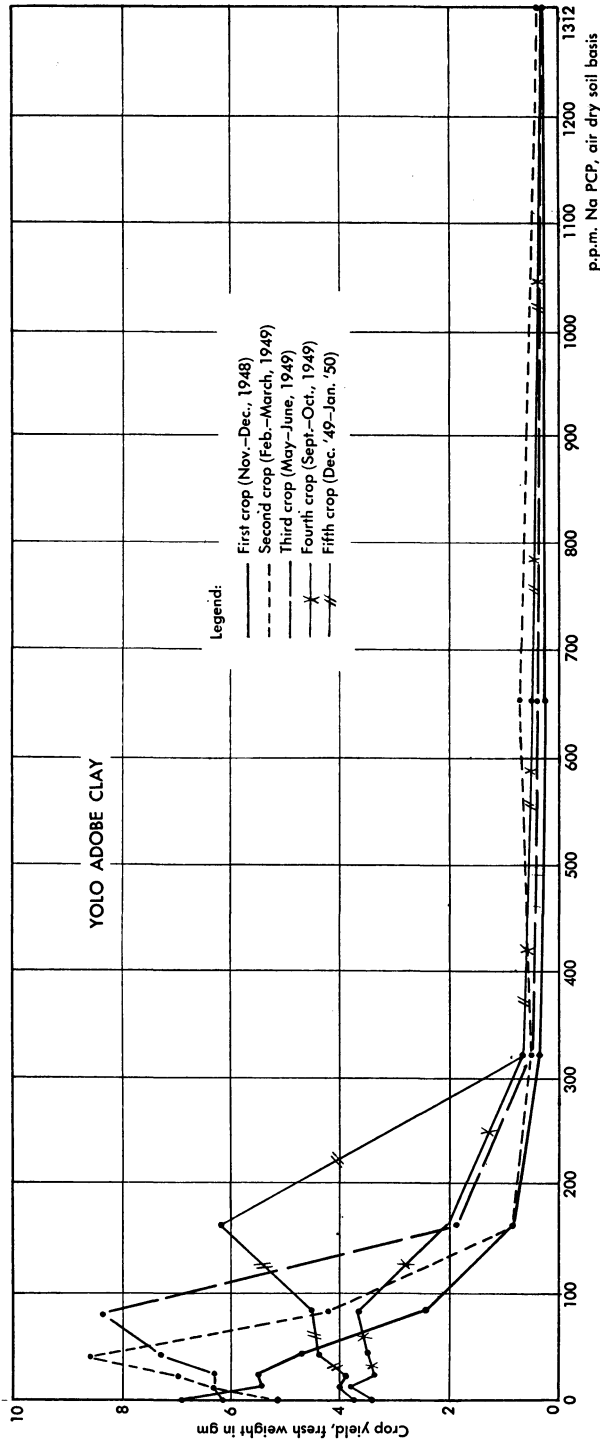 YOLO ADOBE CLAY
Legend:
First crop (Nov.–Dec., 1948)
Second crop (Feb.–March, 1949)
Third crop (May–June, 1949)
Fourth crop (Sept.–Oct., 1949)
Fifth crop (Dec. '49–Jan. '50)
Crop yield, fresh weight in gm
10
8
6
4
2
0
0 100 200 300 400 500 600 700 800 900 1000 1100 1200 1312
p.p.m. Na PCP, air dry soil basis